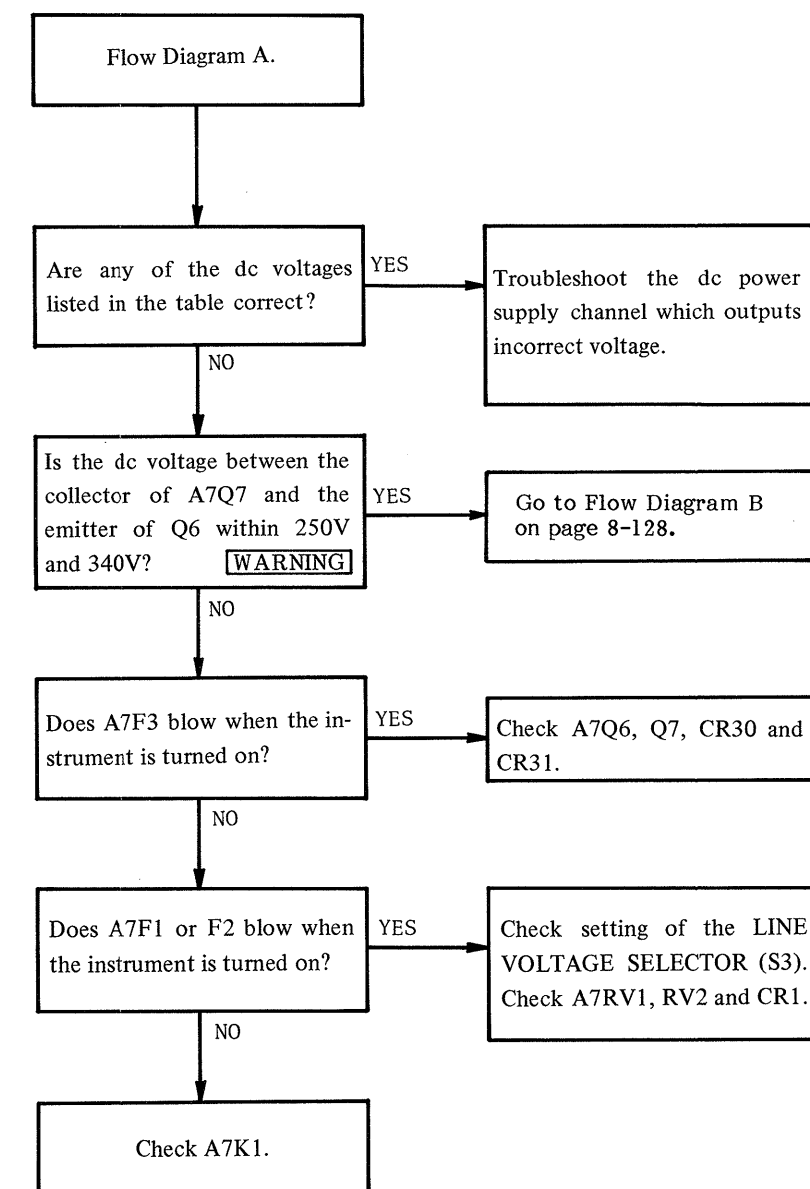 Flow Diagram A.
Are any of the dc voltages
listed in the table correct?
YES
Troubleshoot the dc power
supply channel which outputs
incorrect voltage.
NO
Is the dc voltage between the
collector of A7Q7 and the
emitter of Q6 within 250V
and 340V? WARNING
YES
Go to Flow Diagram B
on page 8-128.
NO
Does A7F3 blow when the in-
strument is turned on?
YES
Check A7Q6, Q7, CR30 and
CR31.
NO
Does A7F1 or F2 blow when
the instrument is turned on?
YES
Check setting of the LINE
VOLTAGE SELECTOR (S3).
Check A7RV1, RV2 and CR1.
NO
Check A7K1.